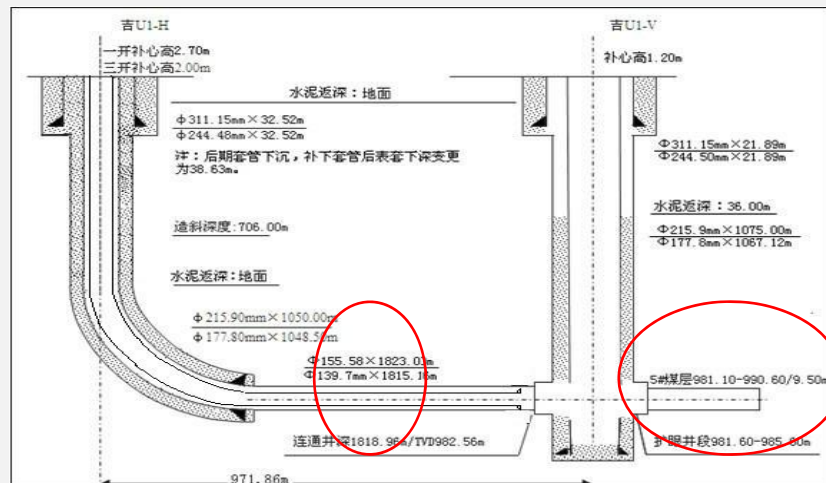 吉U1-H
吉U1-V
一开补心高2.70m
三开补心高2.00m
补心高1.20m
水泥返深：地面
Φ311.15mm×32.52m
Φ244.48mm×32.52m
注：后期套管下沉，补下套管后表套下深变更
为38.63m。
Φ311.15mm×21.89m
Φ244.50mm×21.89m
造斜深度:706.00m
水泥返深：36.00m
Φ215.9mm×1075.00m
Φ177.8mm×1067.12m
水泥返深:地面
Φ215.90mm×1050.00m
Φ177.80mm×1048.50m
Φ155.58×1823.01m
Φ139.7mm×1815.16m
5#煤层981.10-990.60/9.50m
连通井深1818.96m/TVD982.56m
扩眼井段981.60-985.60m
971.86m